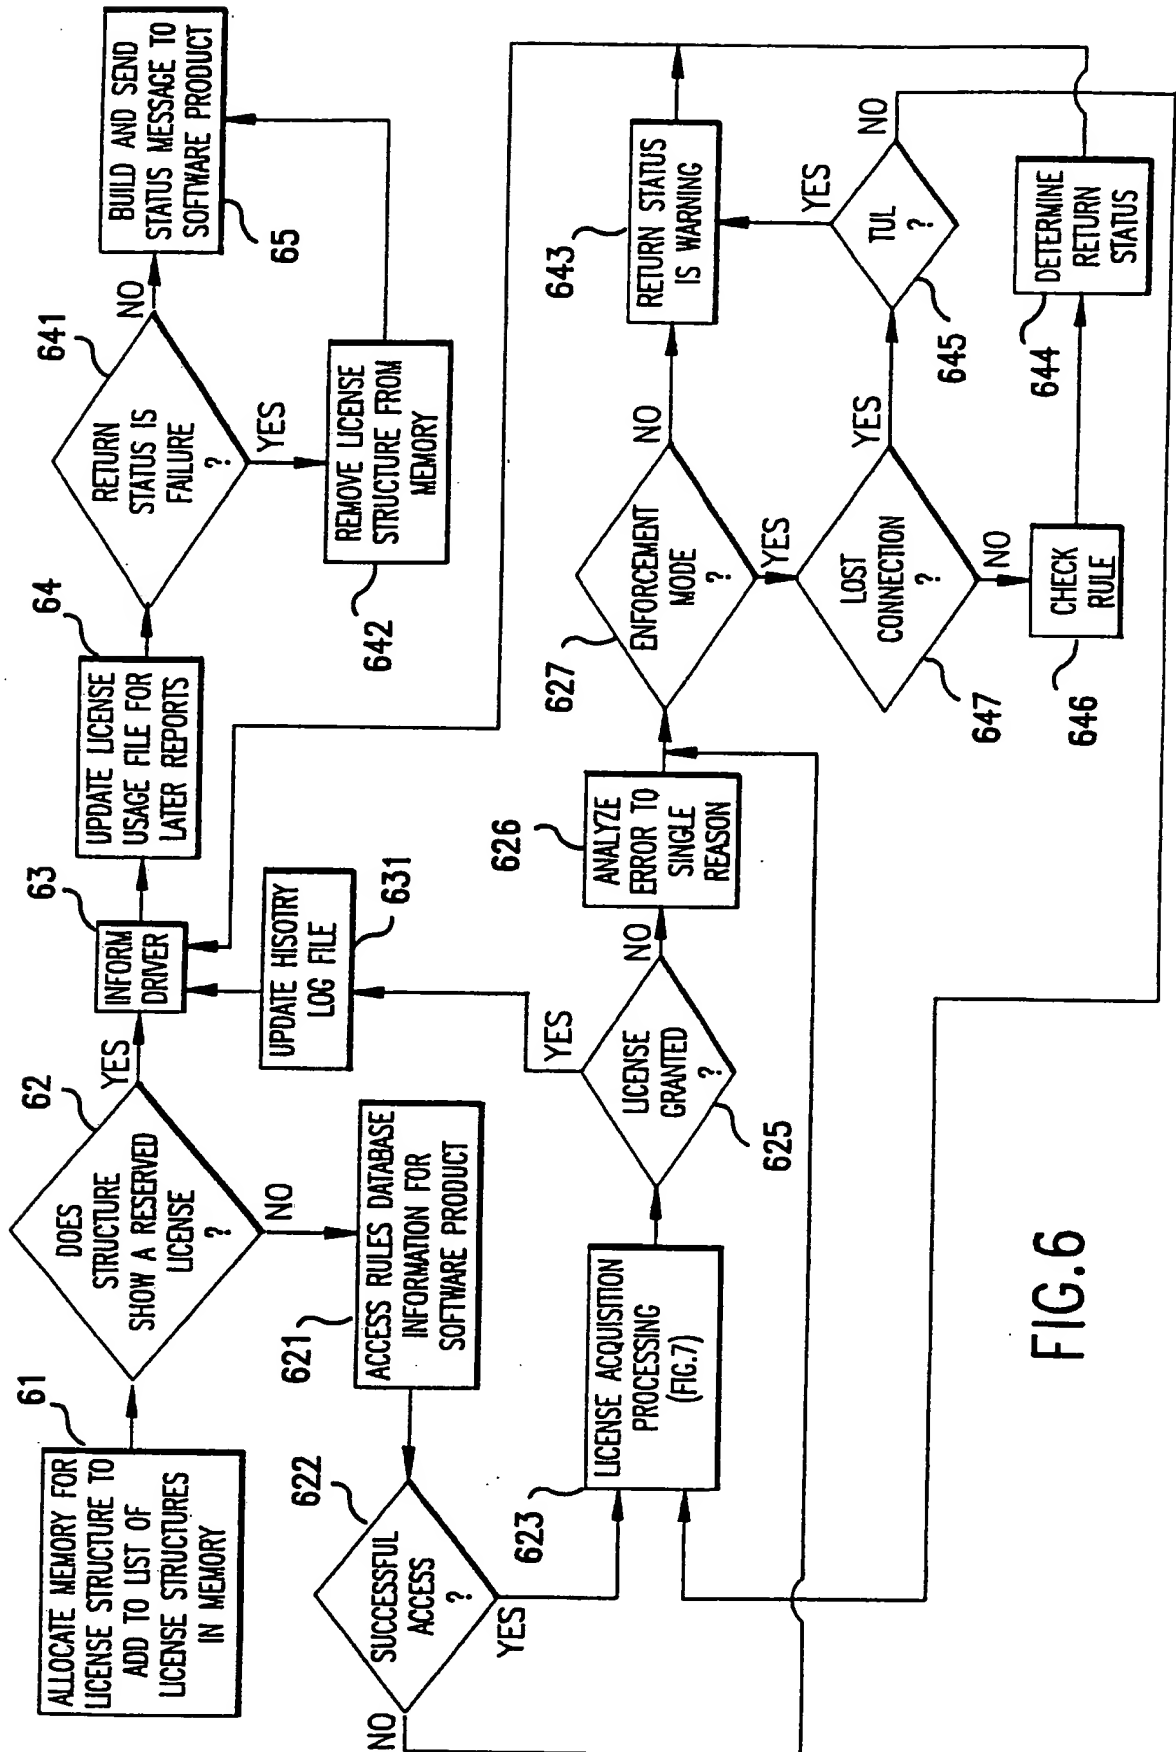 61
ALLOCATE MEMORY FOR
LICENSE STRUCTURE TO
ADD TO LIST OF
LICENSE STRUCTURES
IN MEMORY
62
DOES
STRUCTURE
SHOW A RESERVED
LICENSE
?
YES
NO
63
INFORM
DRIVER
64
UPDATE LICENSE
USAGE FILE FOR
LATER REPORTS
641
RETURN
STATUS IS
FAILURE
?
NO
YES
BUILD AND SEND
STATUS MESSAGE TO
SOFTWARE PRODUCT
65
REMOVE LICENSE
STRUCTURE FROM
MEMORY
642
621
ACCESS RULES DATABASE
INFORMATION FOR
SOFTWARE PRODUCT
UPDATE HISOTRY
LOG FILE
631
622
SUCCESSFUL
ACCESS
?
NO
YES
623
LICENSE ACQUISITION
PROCESSING
(FIG.7)
LICENSE
GRANTED
?
625
YES
NO
626
ANALYZE
ERROR TO
SINGLE
REASON
627
ENFORCEMENT
MODE
?
NO
YES
643
RETURN STATUS
IS WARNING
LOST
CONNECTION
?
647
YES
NO
TUL
?
645
YES
NO
CHECK
RULE
646
DETERMINE
RETURN
STATUS
644
FIG.6